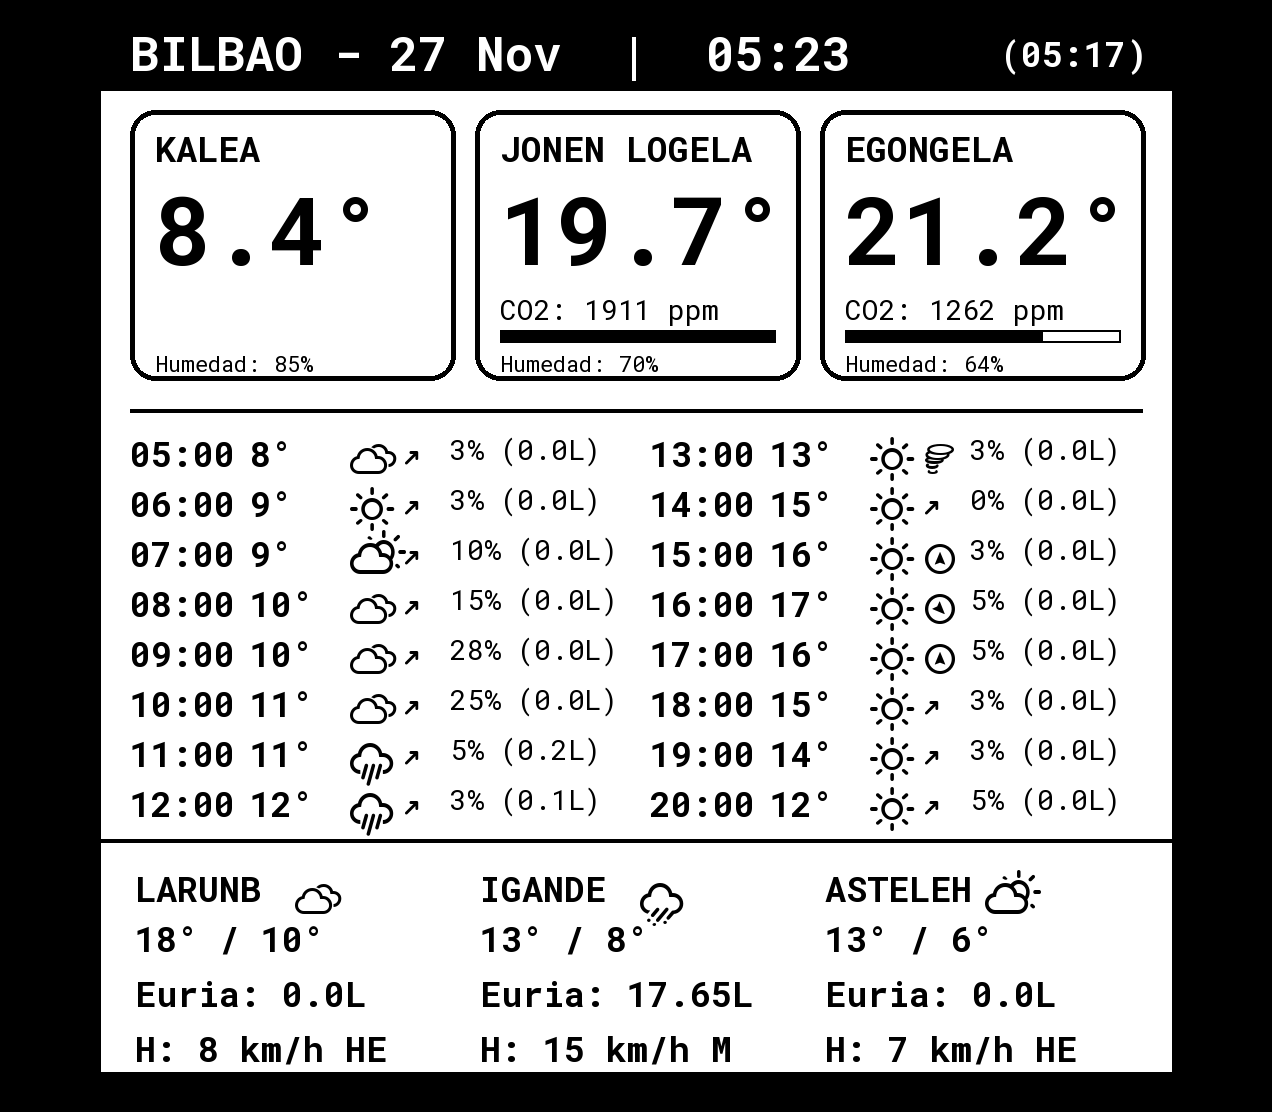 BILBAO - 27 Nov | 05:23 (05:17)
KALEA
8.4°
Humedad: 85%
JONEN LOGELA
19.7°
CO2: 1911 ppm
Humedad: 70%
EGONGELA
21.2°
CO2: 1262 ppm
Humedad: 64%
05:00 8° 3% (0.0L)
06:00 9° 3% (0.0L)
07:00 9° 10% (0.0L)
08:00 10° 15% (0.0L)
09:00 10° 28% (0.0L)
10:00 11° 25% (0.0L)
11:00 11° 5% (0.2L)
12:00 12° 3% (0.1L)
13:00 13° 3% (0.0L)
14:00 15° 0% (0.0L)
15:00 16° 3% (0.0L)
16:00 17° 5% (0.0L)
17:00 16° 5% (0.0L)
18:00 15° 3% (0.0L)
19:00 14° 3% (0.0L)
20:00 12° 5% (0.0L)
LARUNB
18° / 10°
Euria: 0.0L
H: 8 km/h HE
IGANDE
13° / 8°
Euria: 17.65L
H: 15 km/h M
ASTELEH
13° / 6°
Euria: 0.0L
H: 7 km/h HE